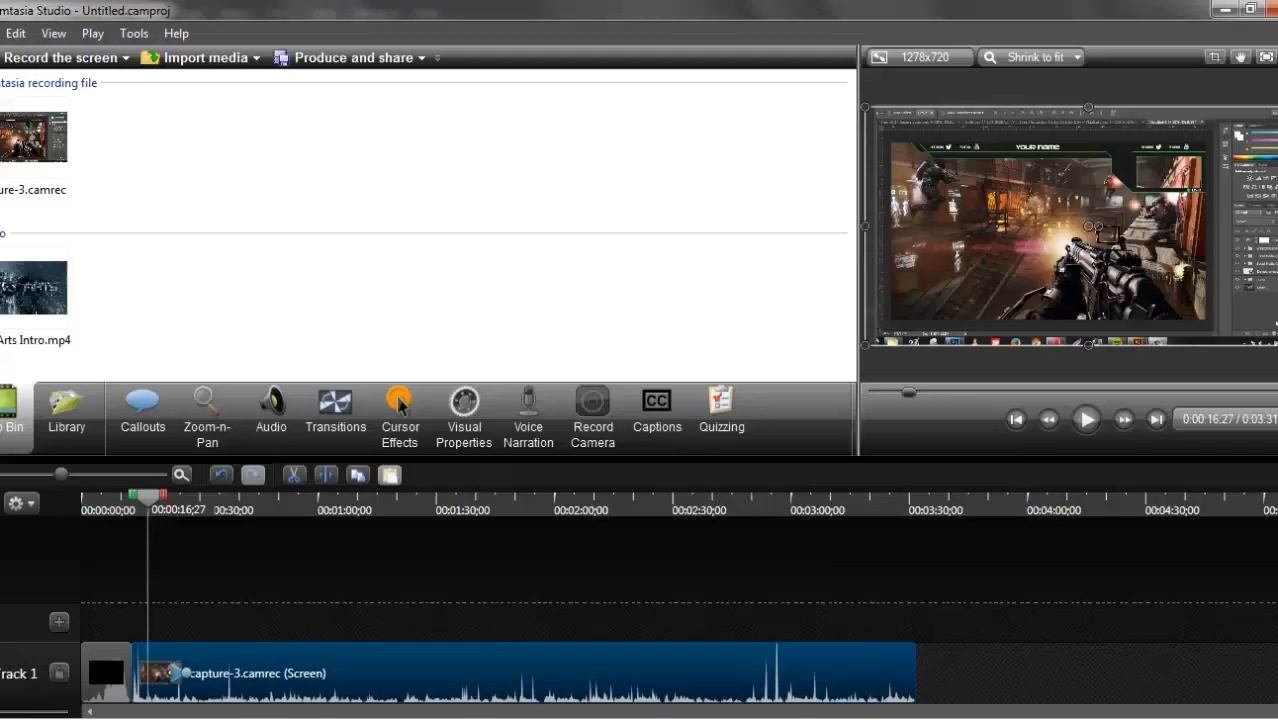 mtasia Studio - Untitled.camproj
Edit View Play Tools Help
Record the screen Import media Produce and share
1278x720 Shrink to fit
tasia recording file
ure-3.camrec
o
Arts Intro.mp4
YOUR NAME
Bin Library Callouts Zoom-n-Pan Audio Transitions Cursor Effects Visual Properties Voice Narration Record Camera CC Captions Quizzing
0:00:16;27 / 0:03:31
00:00:00;00 00:00:16;27 00:30;00 00:01:00;00 00:01:30;00 00:02:00;00 00:02:30;00 00:03:00;00 00:03:30;00 00:04:00;00 00:04:30;00 00:
rack 1 capture-3.camrec (Screen)